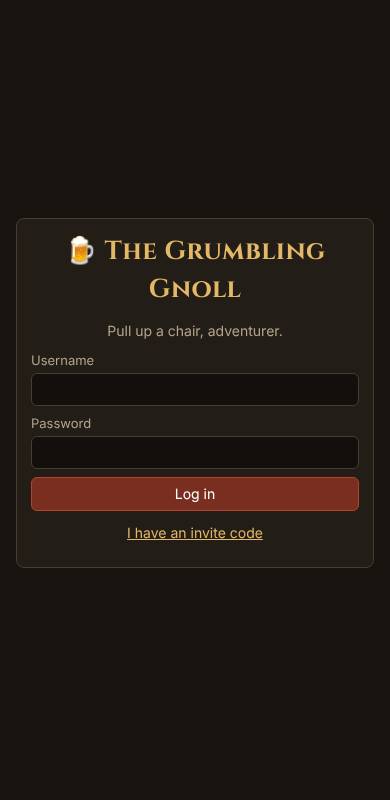 🍺 The Grumbling
Gnoll
Pull up a chair, adventurer.
Username
Password
Log in
I have an invite code